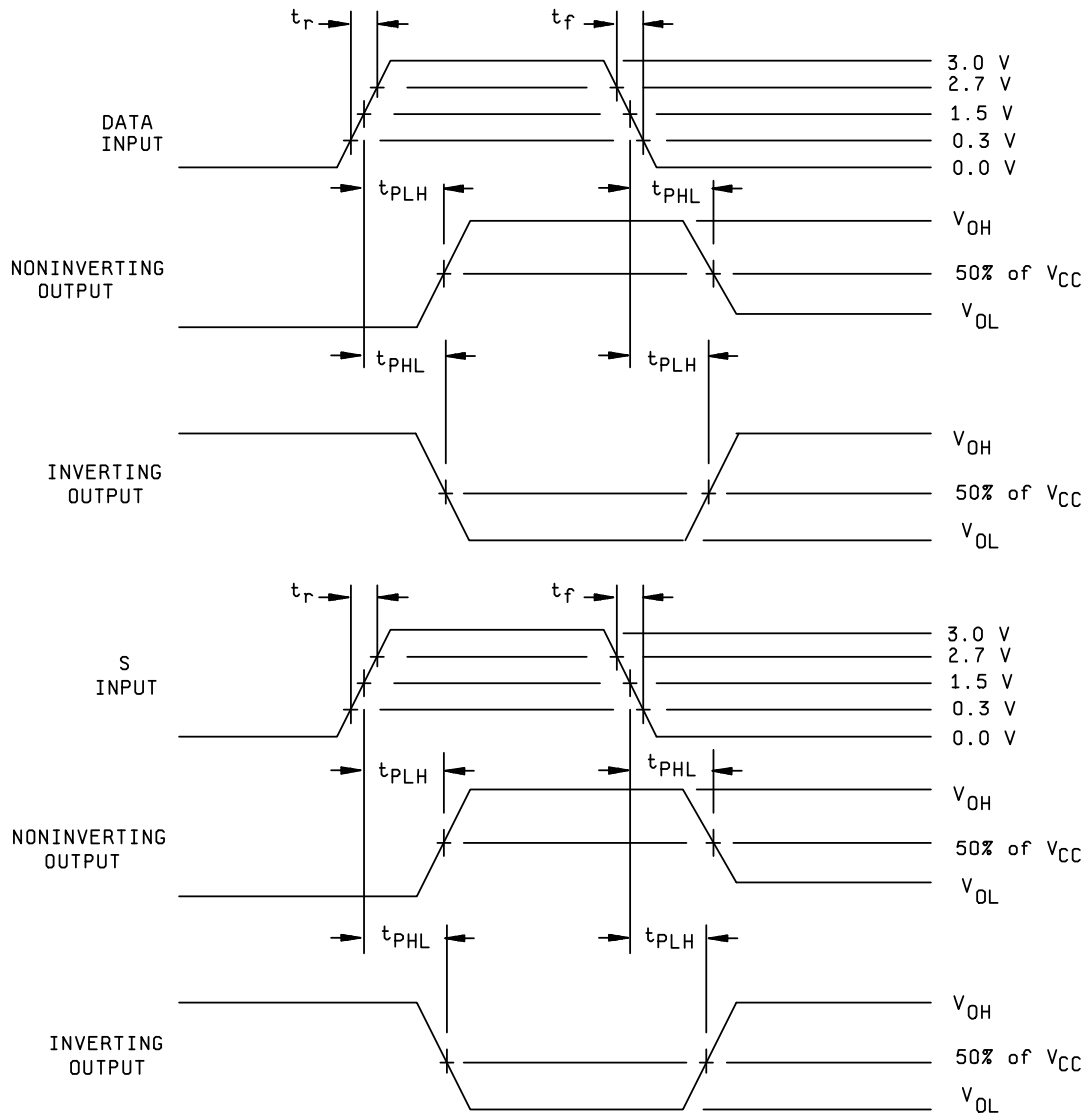 tr
tf
3.0 V
2.7 V
DATA
INPUT
1.5 V
0.3 V
0.0 V
tPLH
tPHL
VOH
NONINVERTING
OUTPUT
50% of VCC
VOL
tPHL
tPLH
VOH
INVERTING
OUTPUT
50% of VCC
VOL
tr
tf
3.0 V
2.7 V
S
INPUT
1.5 V
0.3 V
0.0 V
tPLH
tPHL
VOH
NONINVERTING
OUTPUT
50% of VCC
VOL
tPHL
tPLH
VOH
INVERTING
OUTPUT
50% of VCC
VOL